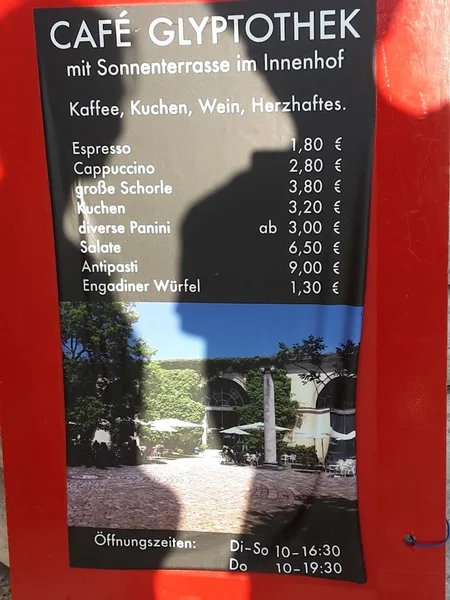 CAFÉ GLYPTOTHEK
mit Sonnenterrasse im Innenhof
Kaffee, Kuchen, Wein, Herzhaftes.
Espresso 1,80 €
Cappuccino 2,80 €
große Schorle 3,80 €
Kuchen 3,20 €
diverse Panini ab 3,00 €
Salate 6,50 €
Antipasti 9,00 €
Engadiner Würfel 1,30 €
Öffnungszeiten: Di-So 10-16:30
Do 10-19:30